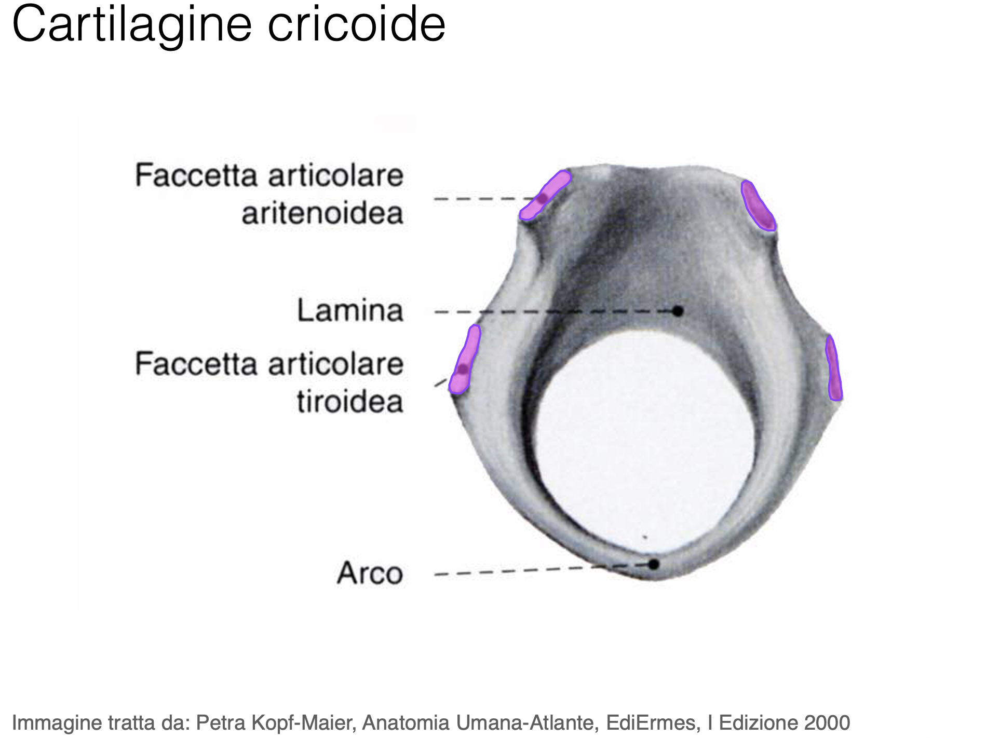 Cartilagine cricoide
Faccetta articolare
aritenoidea
Lamina
Faccetta articolare
tiroidea
Arco
Immagine tratta da: Petra Kopf-Maier, Anatomia Umana-Atlante, EdiErmes, I Edizione 2000